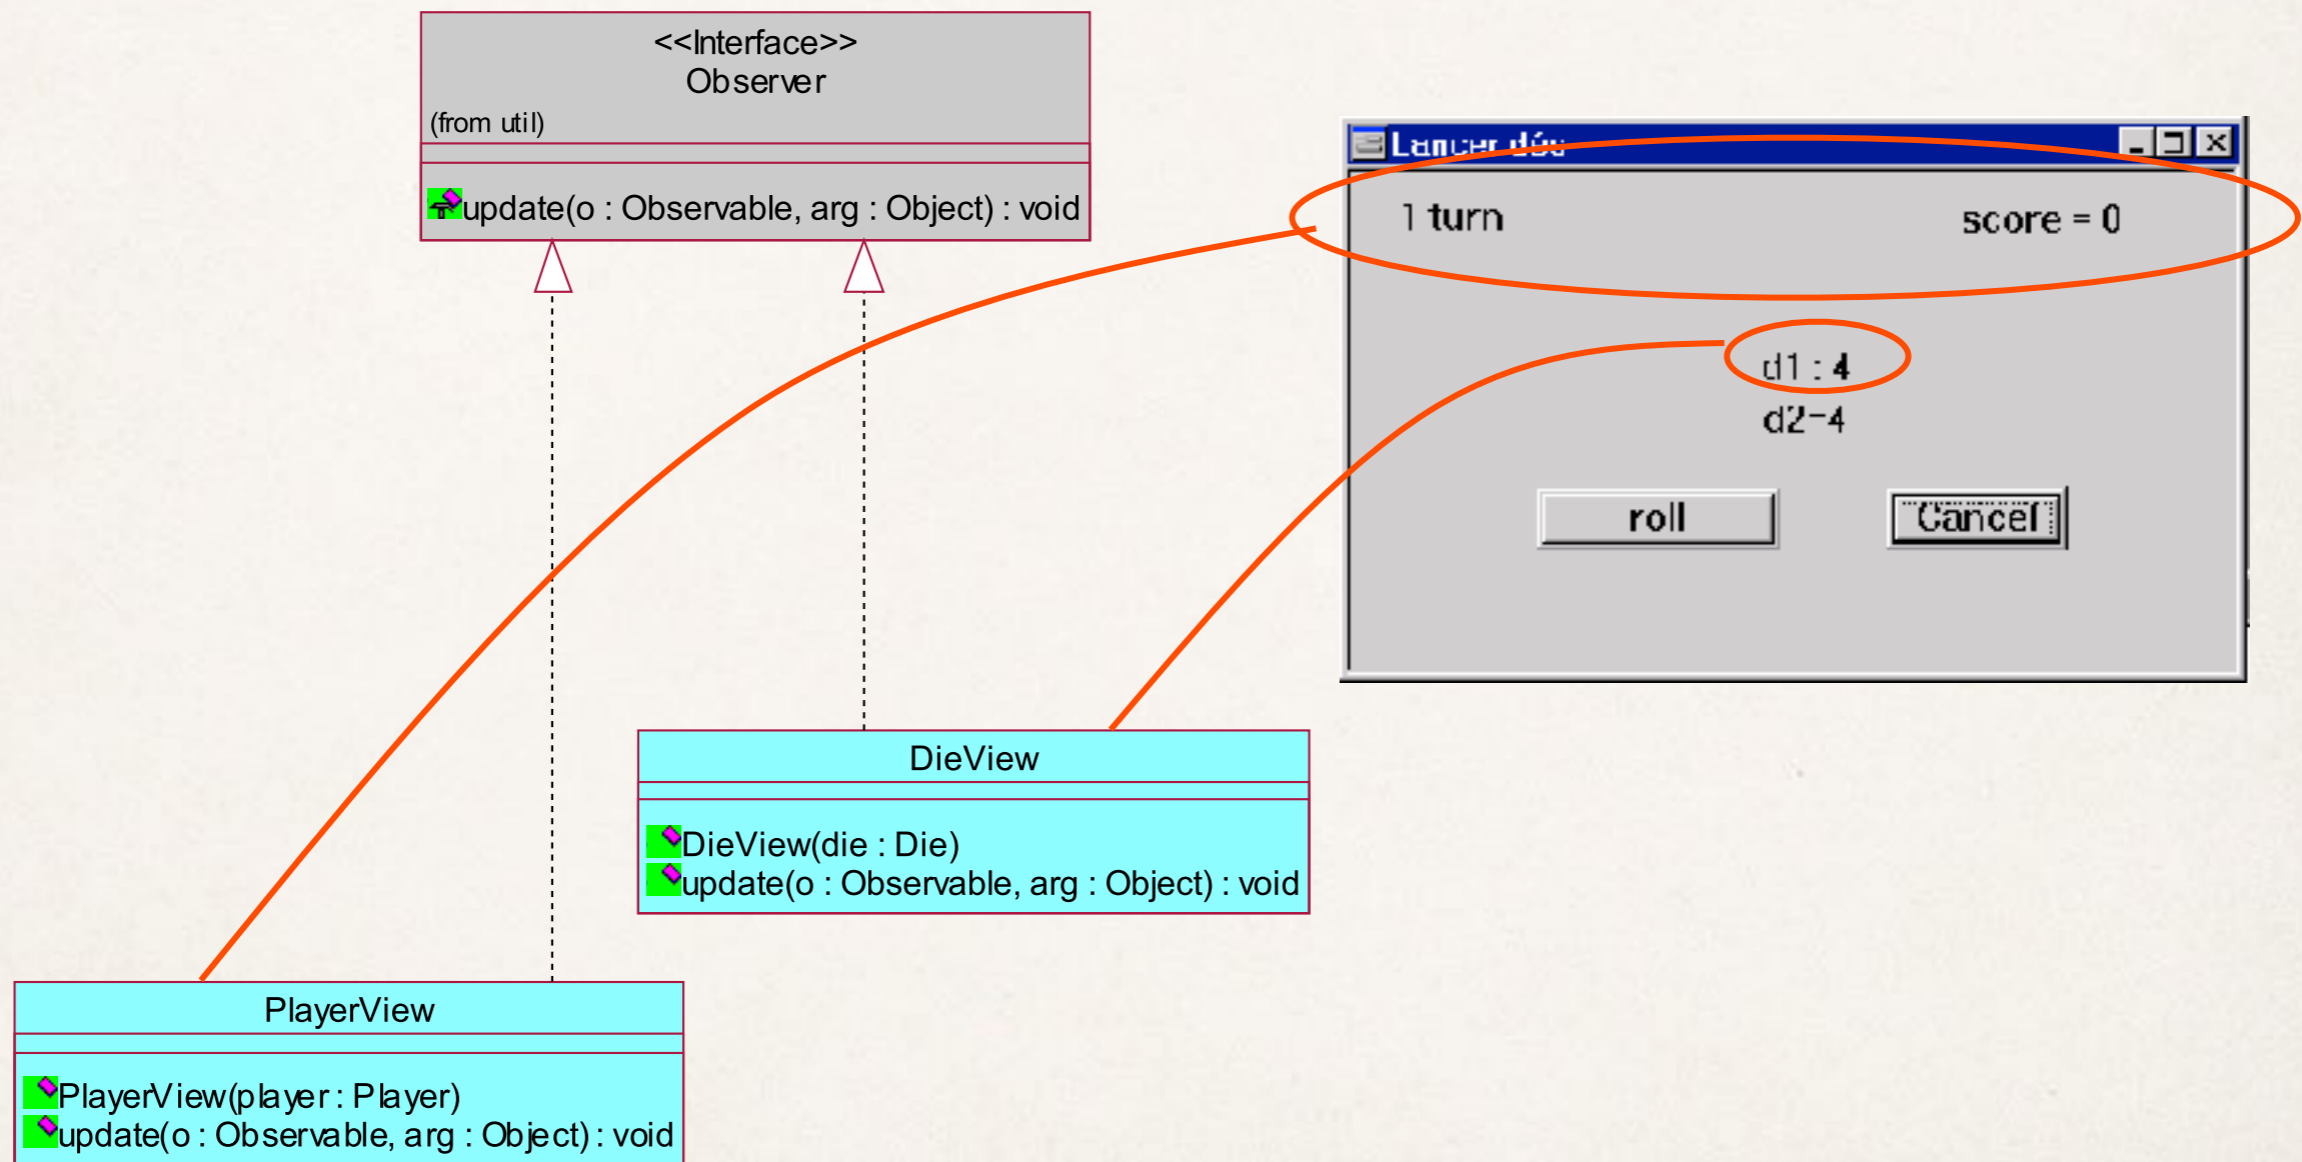 <<Interface>>
Observer
(from util)
update(o : Observable, arg : Object) : void
1 turn
score = 0
d1 : 4
d2=4
roll
Cancel
DieView
DieView(die : Die)
update(o : Observable, arg : Object) : void
PlayerView
PlayerView(player : Player)
update(o : Observable, arg : Object) : void